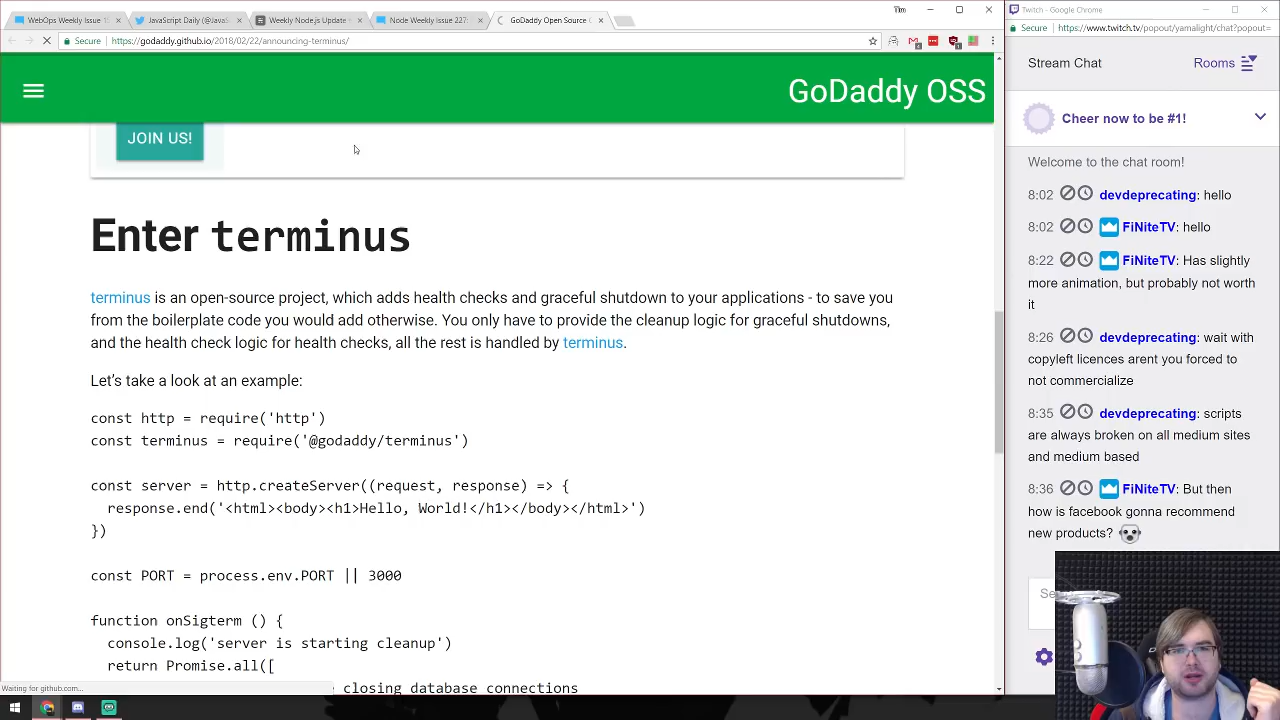 WebOps Weekly Issue 15
JavaScript Daily (@JavaS
Weekly Node.js Update -
Node Weekly Issue 227:
GoDaddy Open Source
Tim
Secure
https://godaddy.github.io/2018/02/22/announcing-terminus/
GoDaddy OSS
JOIN US!
Enter terminus
terminus is an open-source project, which adds health checks and graceful shutdown to your applications - to save you
from the boilerplate code you would add otherwise. You only have to provide the cleanup logic for graceful shutdowns,
and the health check logic for health checks, all the rest is handled by terminus.
Let's take a look at an example:
const http = require('http')
const terminus = require('@godaddy/terminus')
const server = http.createServer((request, response) => {
response.end('<html><body><h1>Hello, World!</h1></body></html>')
})
const PORT = process.env.PORT || 3000
function onSigterm () {
console.log('server is starting cleanup')
return Promise.all([
closing database connections
Waiting for github.com...
Twitch - Google Chrome
Secure
https://www.twitch.tv/popout/yamalight/chat?popout=
Stream Chat
Rooms
Cheer now to be #1!
Welcome to the chat room!
8:02 devdeprecating: hello
8:02 FiNiteTV: hello
8:22 FiNiteTV: Has slightly
more animation, but probably not worth
it
8:26 devdeprecating: wait with
copyleft licences arent you forced to
not commercialize
8:35 devdeprecating: scripts
are always broken on all medium sites
and medium based
8:36 FiNiteTV: But then
how is facebook gonna recommend
new products?